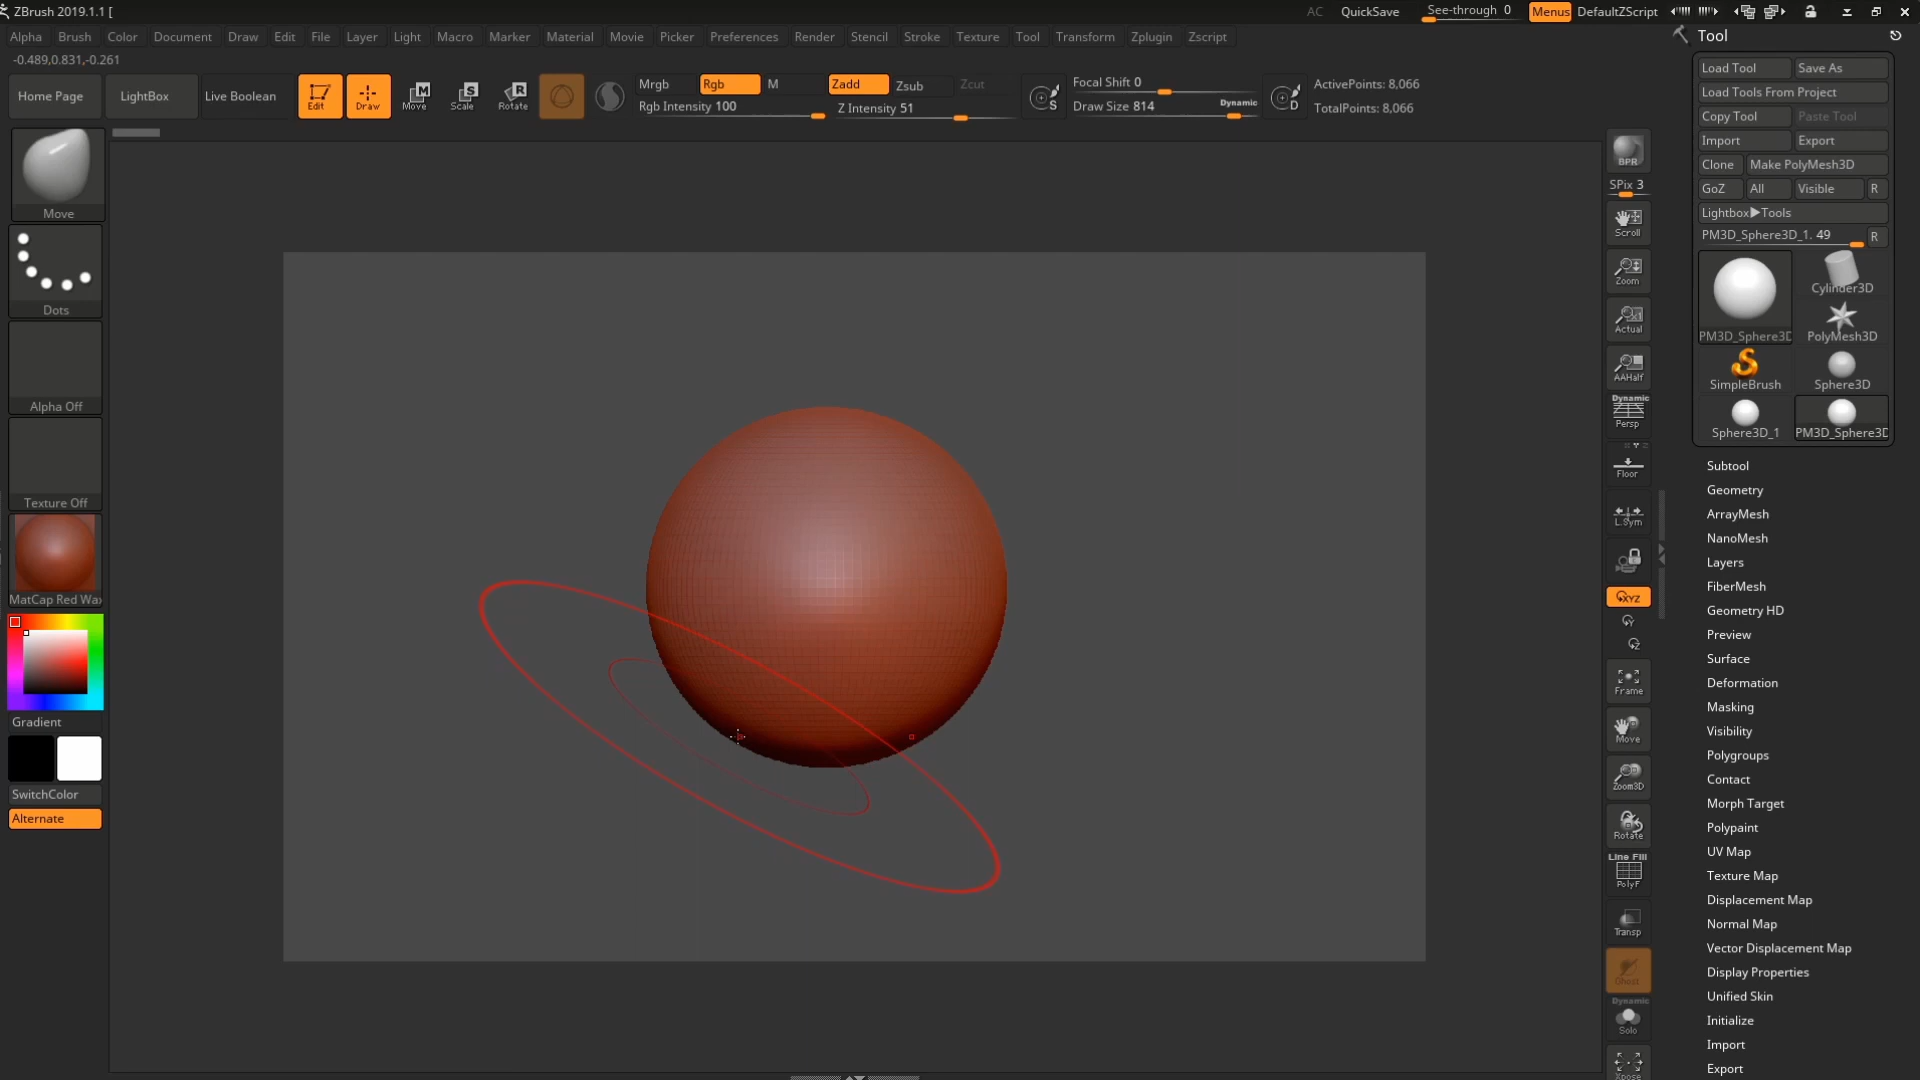 ZBrush 2019.1.1 [
AC QuickSave See-through 0 Menus DefaultZScript
Alpha Brush Color Document Draw Edit File Layer Light Macro Marker Material Movie Picker Preferences Render Stencil Stroke Texture Tool Transform Zplugin Zscript
-0.489,0.831,-0.261
Home Page LightBox Live Boolean Edit Draw Move Scale Rotate
Mrgb Rgb M Zadd Zsub Zcut
Rgb Intensity 100 Z Intensity 51
Focal Shift 0
Draw Size 814 Dynamic
ActivePoints: 8,066
TotalPoints: 8,066
Move
Dots
Alpha Off
Texture Off
MatCap Red Wax
Gradient
SwitchColor
Alternate
BPR
SPix 3
Scroll
Zoom
Actual
AAHalf
Dynamic
Persp
Floor
L.Sym
XYZ
Frame
Move
Zoom3D
Rotate
Line Fill
PolyF
Transp
Ghost
Dynamic
Solo
Xpose
Tool
Load Tool Save As
Load Tools From Project
Copy Tool Paste Tool
Import Export
Clone Make PolyMesh3D
GoZ All Visible R
Lightbox▶Tools
PM3D_Sphere3D_1. 49 R
Cylinder3D
PM3D_Sphere3D PolyMesh3D
SimpleBrush Sphere3D
Sphere3D_1 PM3D_Sphere3D
Subtool
Geometry
ArrayMesh
NanoMesh
Layers
FiberMesh
Geometry HD
Preview
Surface
Deformation
Masking
Visibility
Polygroups
Contact
Morph Target
Polypaint
UV Map
Texture Map
Displacement Map
Normal Map
Vector Displacement Map
Display Properties
Unified Skin
Initialize
Import
Export